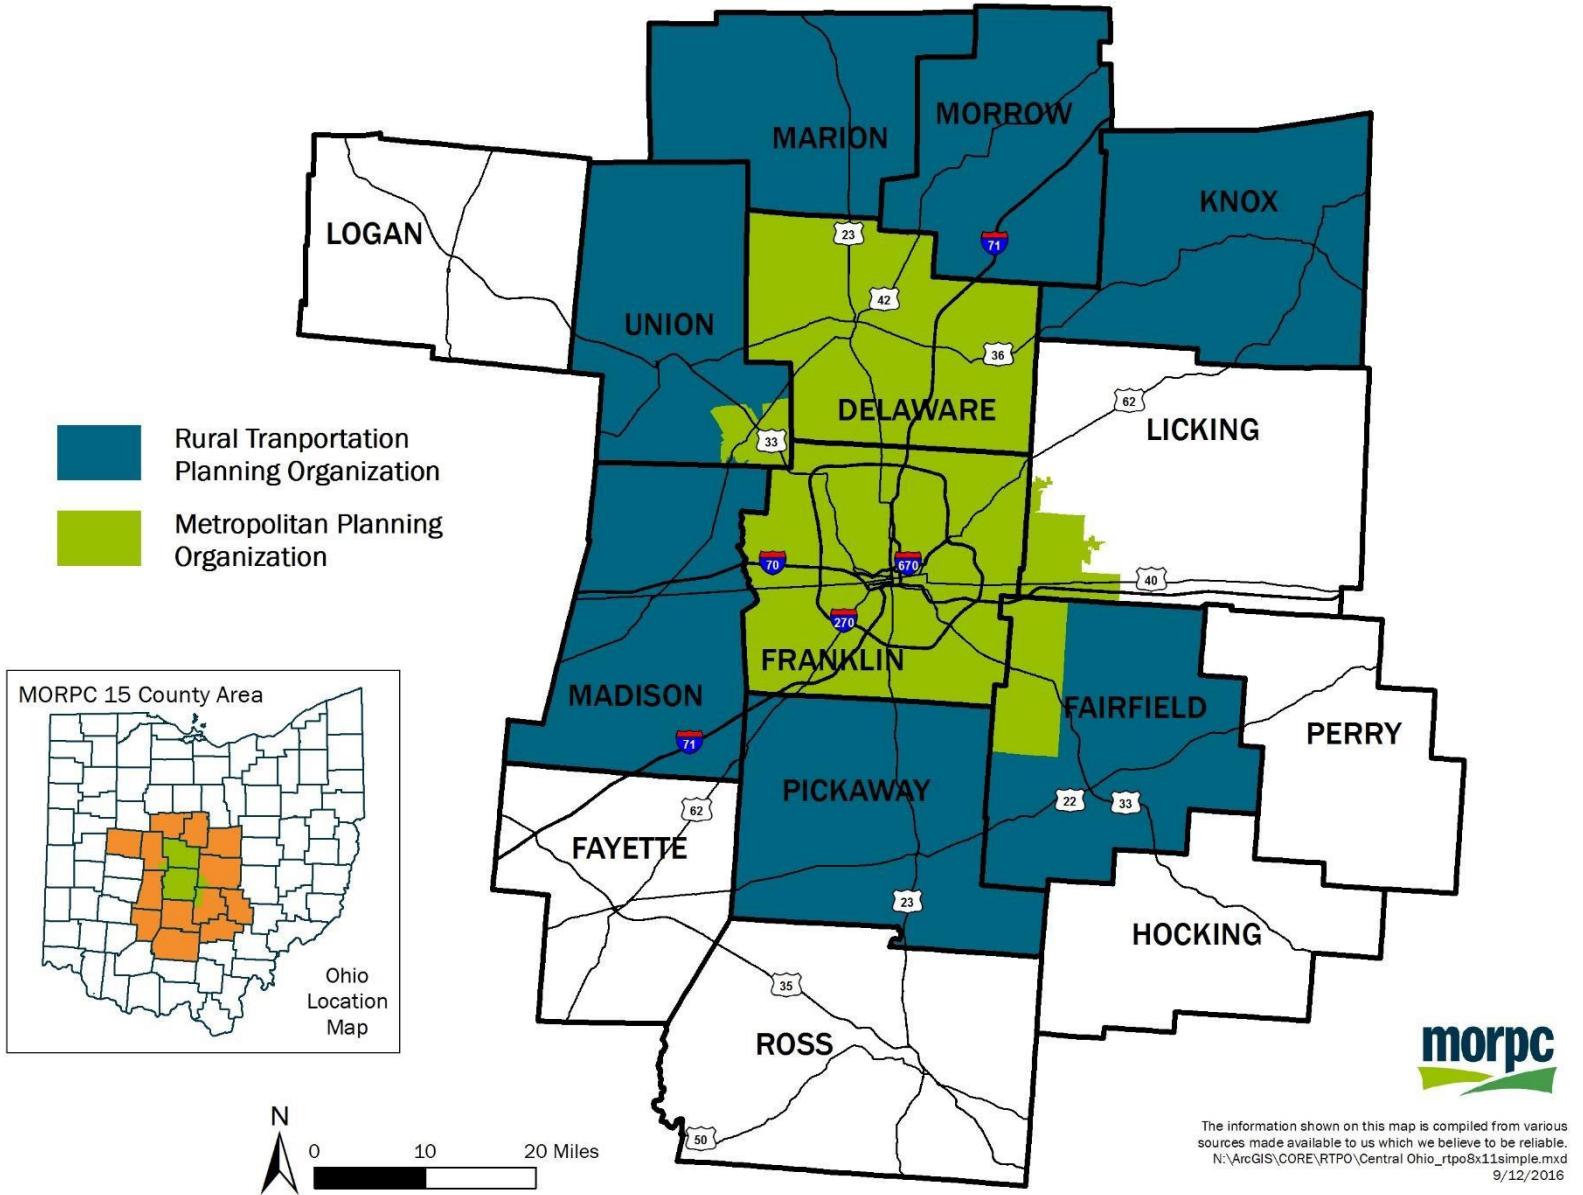 MORROW
MARION
KNOX
LOGAN
23
71
42
UNION
36
DELAWARE
62
LICKING
33
Rural Tranportation
Planning Organization
Metropolitan Planning
Organization
70
670
40
270
FRANKLIN
MADISON
FAIRFIELD
PERRY
71
PICKAWAY
22
33
62
FAYETTE
23
HOCKING
35
ROSS
50
MORPC 15 County Area
Ohio
Location
Map
N
0 10 20 Miles
morpc
The information shown on this map is compiled from various
sources made available to us which we believe to be reliable.
N:\ArcGIS\CORE\RTPO\Central Ohio_rtpo8x11simple.mxd
9/12/2016